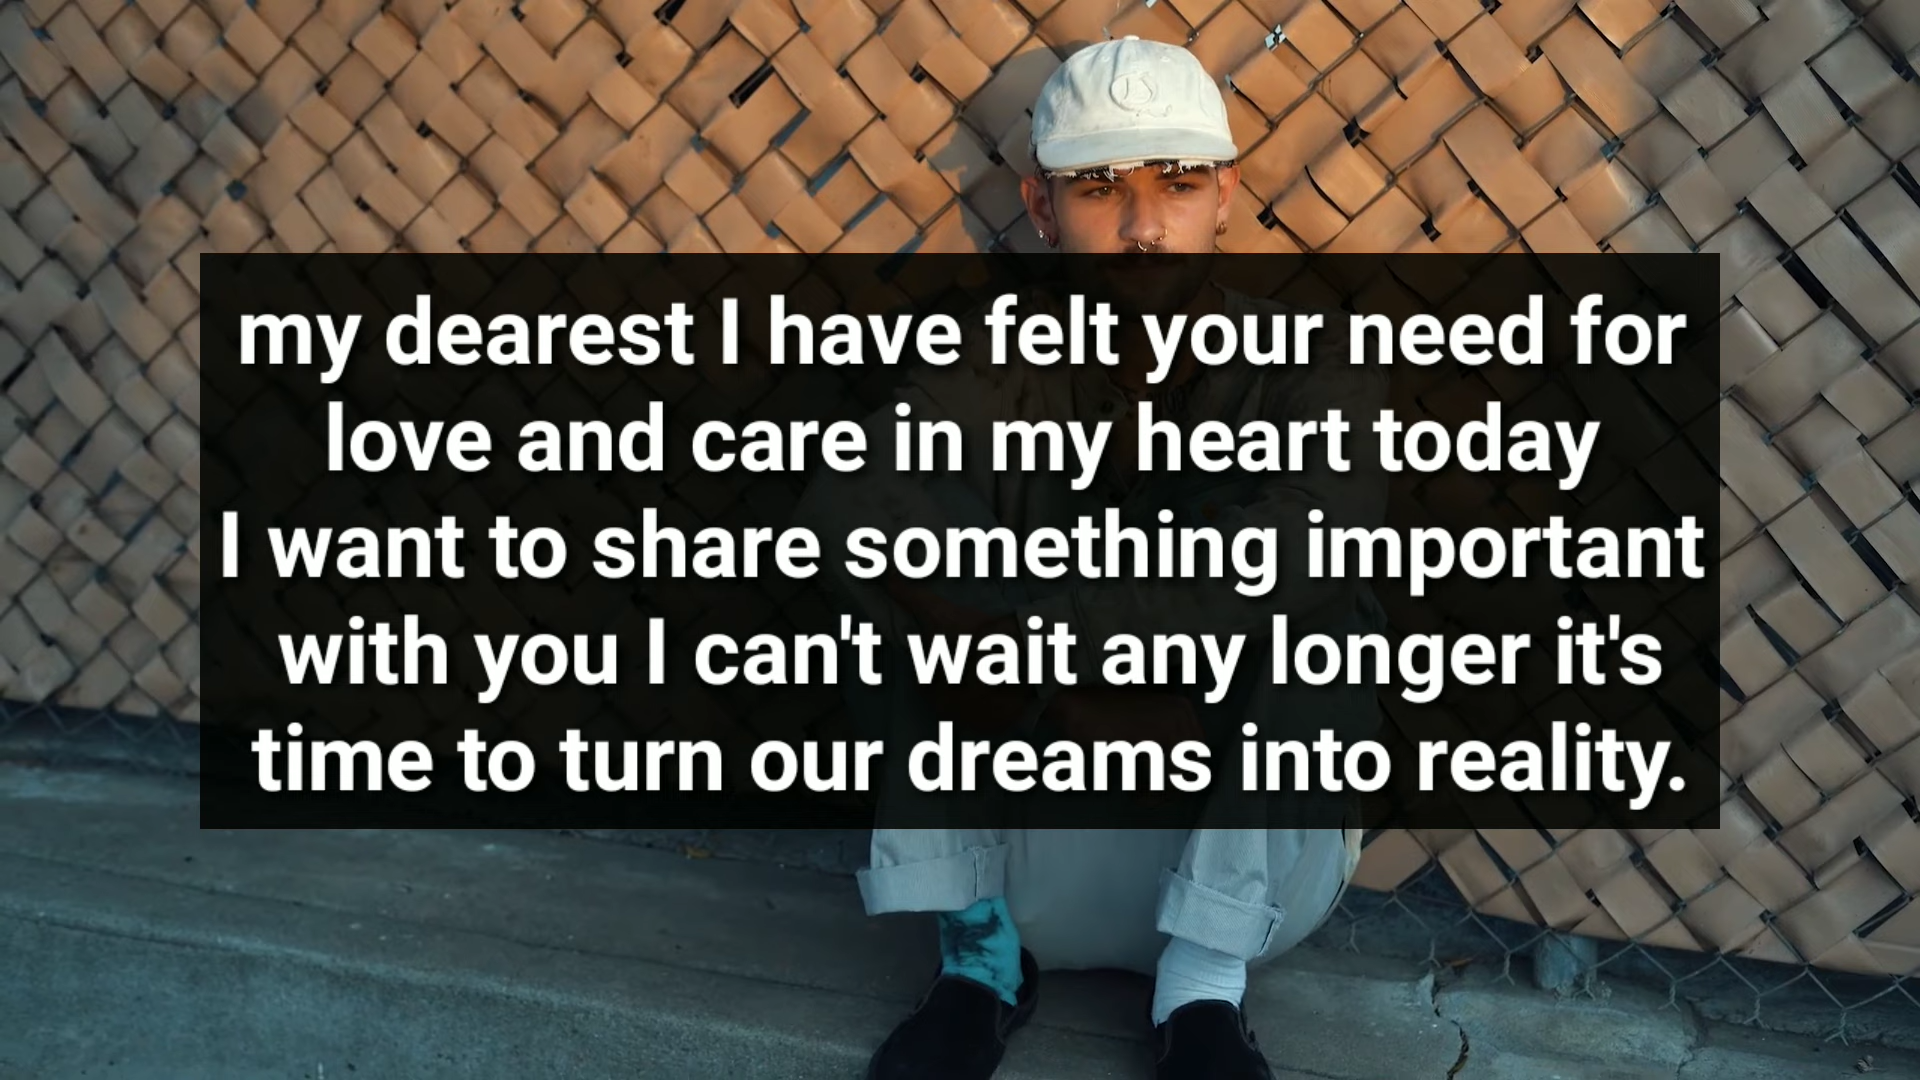 my dearest I have felt your need for
love and care in my heart today
I want to share something important
with you I can't wait any longer it's
time to turn our dreams into reality.